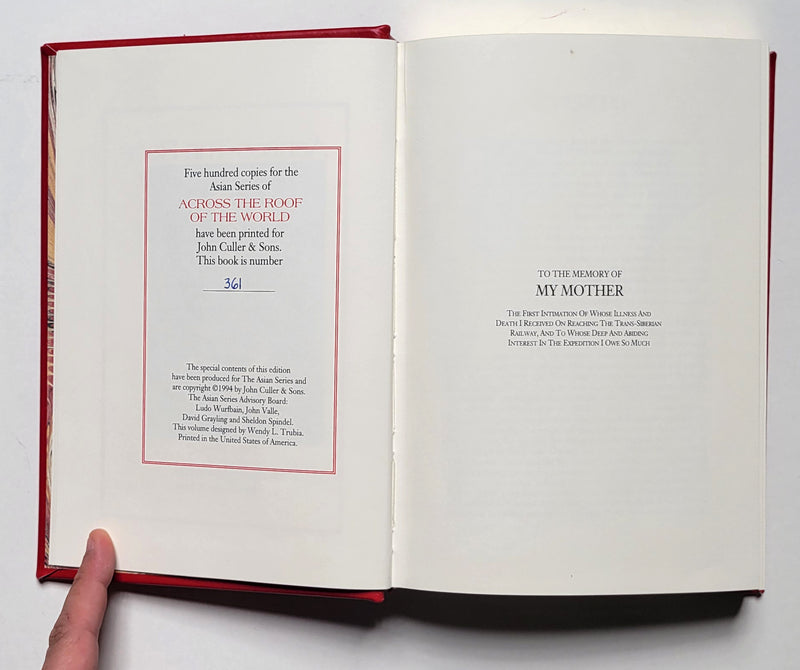 Five hundred copies for the
Asian Series of
ACROSS THE ROOF
OF THE WORLD
have been printed for
John Culler & Sons.
This book is number
361
The special contents of this edition
have been produced for The Asian Series and
are copyright ©1994 by John Culler & Sons.
The Asian Series Advisory Board:
Ludo Wurfbain, John Valle,
David Grayling and Sheldon Spindel.
This volume designed by Wendy L. Trubia.
Printed in the United States of America.
TO THE MEMORY OF
MY MOTHER
THE FIRST INTIMATION OF WHOSE ILLNESS AND
DEATH I RECEIVED ON REACHING THE TRANS-SIBERIAN
RAILWAY, AND TO WHOSE DEEP AND ABIDING
INTEREST IN THE EXPEDITION I OWE SO MUCH